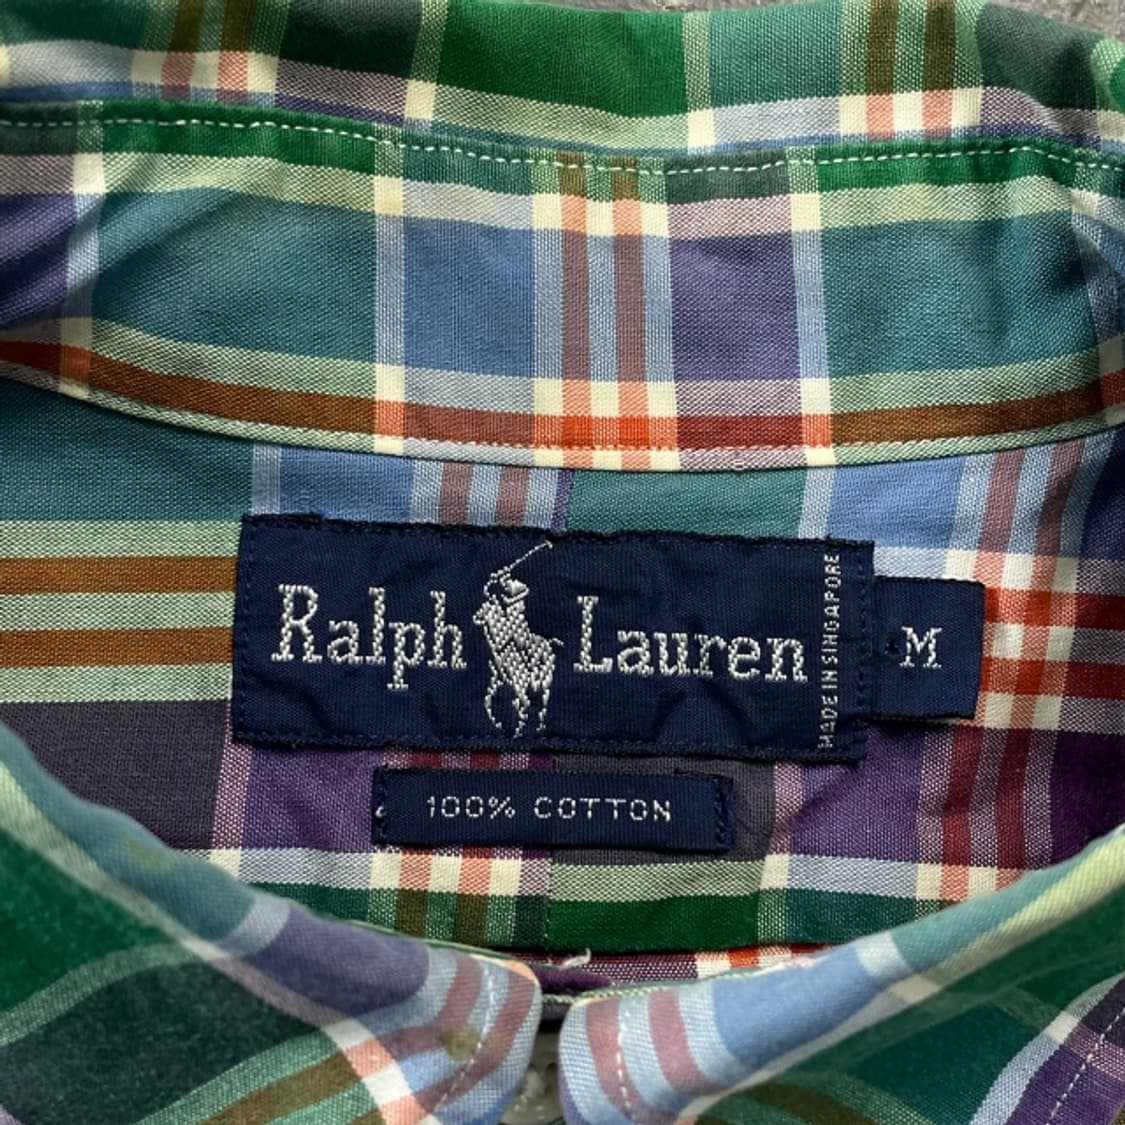 Ralph Lauren
MADE IN SINGAPORE
M
100% COTTON